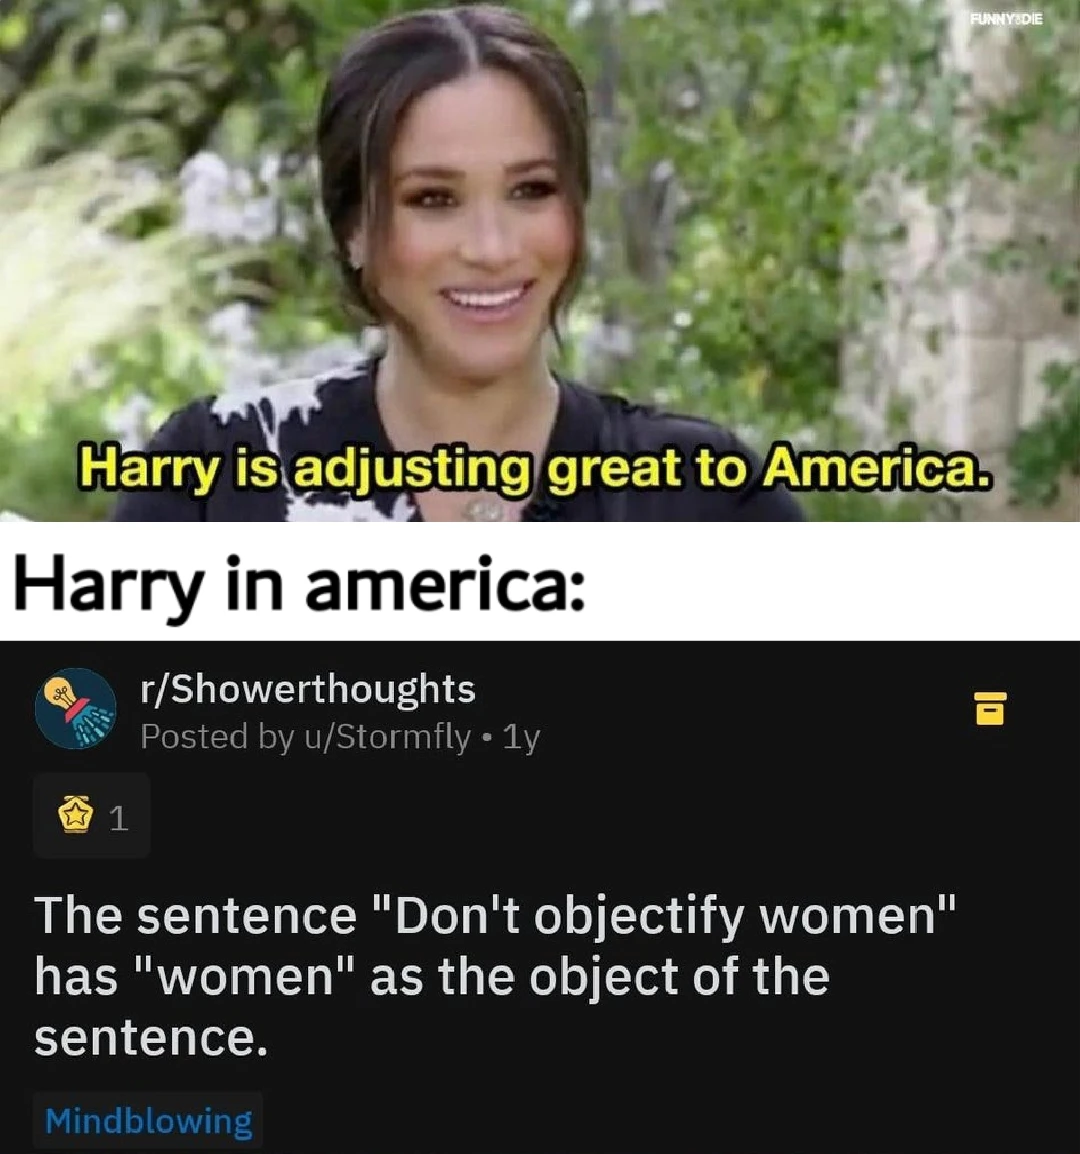 FUNNY OR DIE
Harry is adjusting great to America.
Harry in america:
r/Showerthoughts
Posted by u/Stormfly • 1y
1
The sentence "Don't objectify women"
has "women" as the object of the
sentence.
Mindblowing